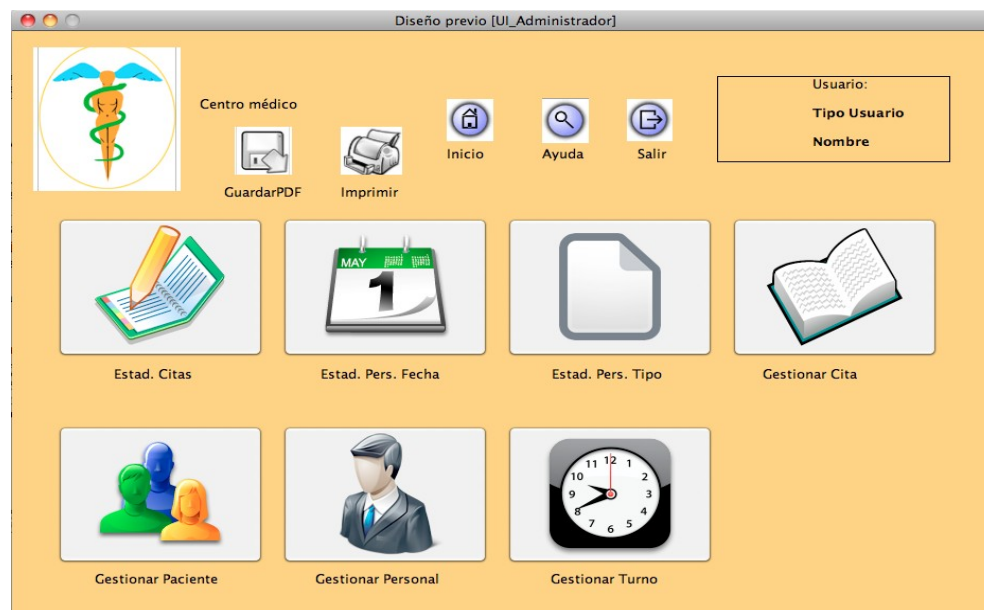 Diseño previo [UI_Administrador]
Centro médico
GuardarPDF
Imprimir
Inicio
Ayuda
Salir
Usuario:
Tipo Usuario
Nombre
MAY
1
Estad. Citas
Estad. Pers. Fecha
Estad. Pers. Tipo
Gestionar Cita
11 12 1
10 2
9 3
8 4
7 6 5
Gestionar Paciente
Gestionar Personal
Gestionar Turno